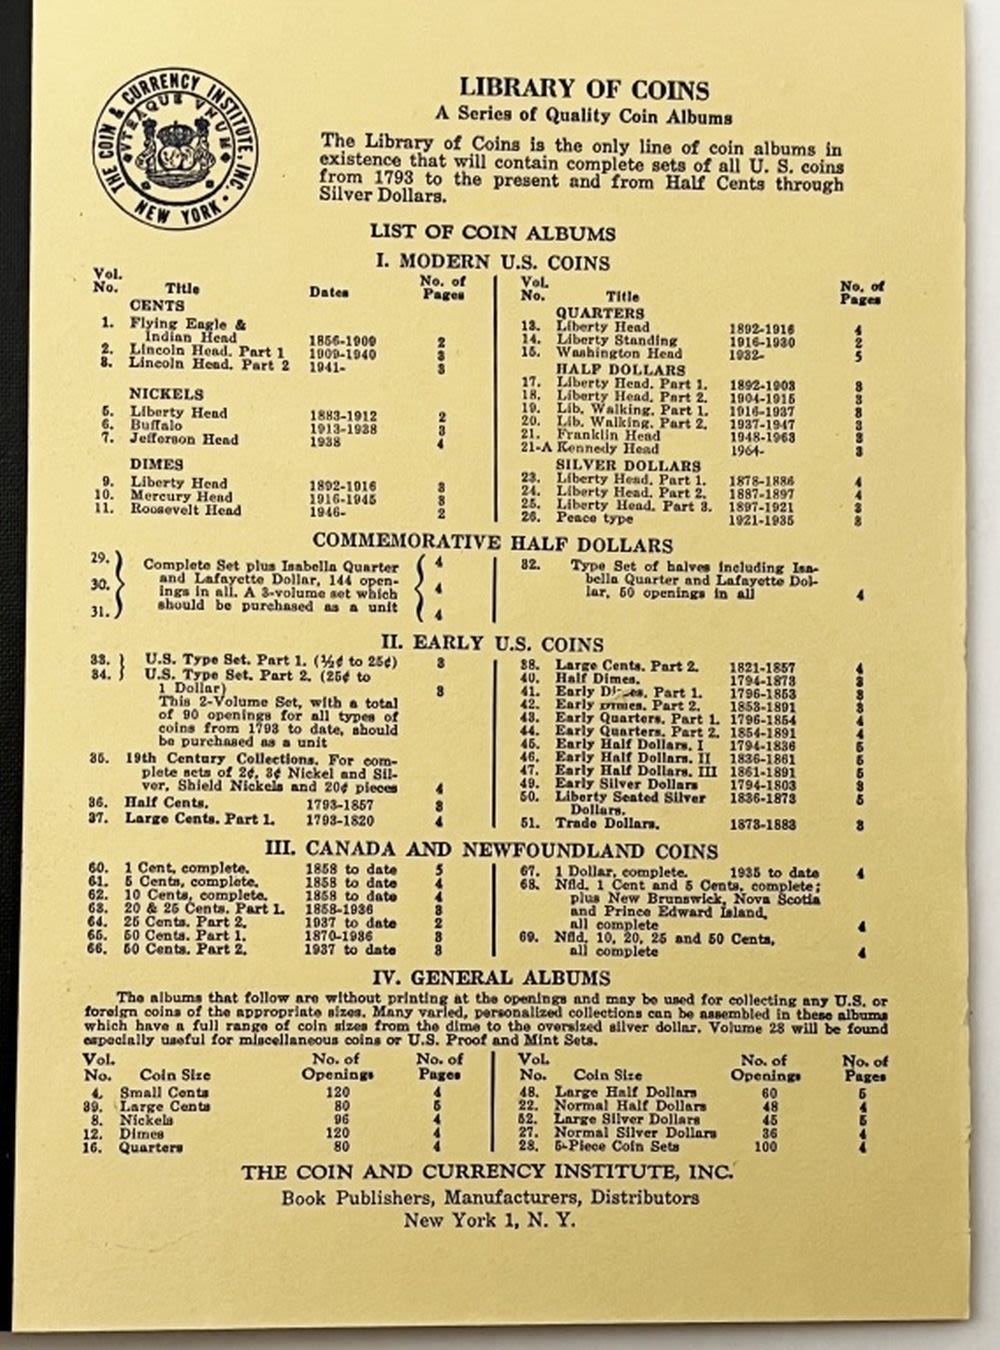 THE COIN & CURRENCY INSTITUTE, INC.
NEW YORK
UTRAQUE UNUM
LIBRARY OF COINS
A Series of Quality Coin Albums
The Library of Coins is the only line of coin albums in
existence that will contain complete sets of all U. S. coins
from 1793 to the present and from Half Cents through
Silver Dollars.
LIST OF COIN ALBUMS
I. MODERN U.S. COINS
Vol. No. Title Dates No. of Pages
CENTS
1. Flying Eagle &
Indian Head 1856-1909 2
2. Lincoln Head. Part 1 1909-1940 3
3. Lincoln Head. Part 2 1941- 3
NICKELS
5. Liberty Head 1883-1912 2
6. Buffalo 1913-1938 3
7. Jefferson Head 1938 4
DIMES
9. Liberty Head 1892-1916 3
10. Mercury Head 1916-1945 3
11. Roosevelt Head 1946- 2
Vol. No. Title No. of Pages
QUARTERS
13. Liberty Head 1892-1916 4
14. Liberty Standing 1916-1930 2
15. Washington Head 1932- 5
HALF DOLLARS
17. Liberty Head. Part 1. 1892-1903 3
18. Liberty Head. Part 2. 1904-1915 3
19. Lib. Walking. Part 1. 1916-1937 3
20. Lib. Walking. Part 2. 1937-1947 3
21. Franklin Head 1948-1963 3
21-A Kennedy Head 1964- 3
SILVER DOLLARS
23. Liberty Head. Part 1. 1878-1886 4
24. Liberty Head. Part 2. 1887-1897 4
25. Liberty Head. Part 3. 1897-1921 3
26. Peace type 1921-1935 3
COMMEMORATIVE HALF DOLLARS
29. Complete Set plus Isabella Quarter 4
30. and Lafayette Dollar, 144 open- 4
ings in all. A 3-volume set which
31. should be purchased as a unit 4
32. Type Set of halves including Isa-
bella Quarter and Lafayette Dol-
lar, 50 openings in all 4
II. EARLY U.S. COINS
33. U.S. Type Set. Part 1. (½¢ to 25¢) 3
34. U.S. Type Set. Part 2. (25¢ to
1 Dollar) 3
This 2-Volume Set, with a total
of 90 openings for all types of
coins from 1793 to date, should
be purchased as a unit
35. 19th Century Collections. For com-
plete sets of 2¢, 3¢ Nickel and Sil-
ver, Shield Nickels and 20¢ pieces 4
36. Half Cents. 1793-1857 3
37. Large Cents. Part 1. 1793-1820 4
38. Large Cents. Part 2. 1821-1857 4
40. Half Dimes. 1794-1873 3
41. Early Dimes. Part 1. 1796-1853 3
42. Early Dimes. Part 2. 1853-1891 3
43. Early Quarters. Part 1. 1796-1854 4
44. Early Quarters. Part 2. 1854-1891 4
45. Early Half Dollars. I 1794-1836 5
46. Early Half Dollars. II 1836-1861 5
47. Early Half Dollars. III 1861-1891 5
49. Early Silver Dollars 1794-1803 3
50. Liberty Seated Silver 1836-1873 5
Dollars.
51. Trade Dollars. 1873-1883 3
III. CANADA AND NEWFOUNDLAND COINS
60. 1 Cent, complete. 1858 to date 5
61. 5 Cents, complete. 1858 to date 4
62. 10 Cents, complete. 1858 to date 4
63. 20 & 25 Cents. Part 1. 1858-1936 3
64. 25 Cents. Part 2. 1937 to date 2
65. 50 Cents. Part 1. 1870-1936 3
66. 50 Cents. Part 2. 1937 to date 3
67. 1 Dollar, complete. 1935 to date 4
68. Nfld. 1 Cent and 5 Cents, complete;
plus New Brunswick, Nova Scotia
and Prince Edward Island,
all complete 4
69. Nfld. 10, 20, 25 and 50 Cents,
all complete 4
IV. GENERAL ALBUMS
The albums that follow are without printing at the openings and may be used for collecting any U.S. or
foreign coins of the appropriate sizes. Many varied, personalized collections can be assembled in these albums
which have a full range of coin sizes from the dime to the oversized silver dollar. Volume 28 will be found
especially useful for miscellaneous coins or U.S. Proof and Mint Sets.
Vol. No. Coin Size No. of Openings No. of Pages
4. Small Cents 120 4
39. Large Cents 80 5
8. Nickels 96 4
12. Dimes 120 4
16. Quarters 80 4
Vol. No. Coin Size No. of Openings No. of Pages
48. Large Half Dollars 60 5
22. Normal Half Dollars 48 4
52. Large Silver Dollars 45 5
27. Normal Silver Dollars 36 4
28. 5-Piece Coin Sets 100 4
THE COIN AND CURRENCY INSTITUTE, INC.
Book Publishers, Manufacturers, Distributors
New York 1, N. Y.